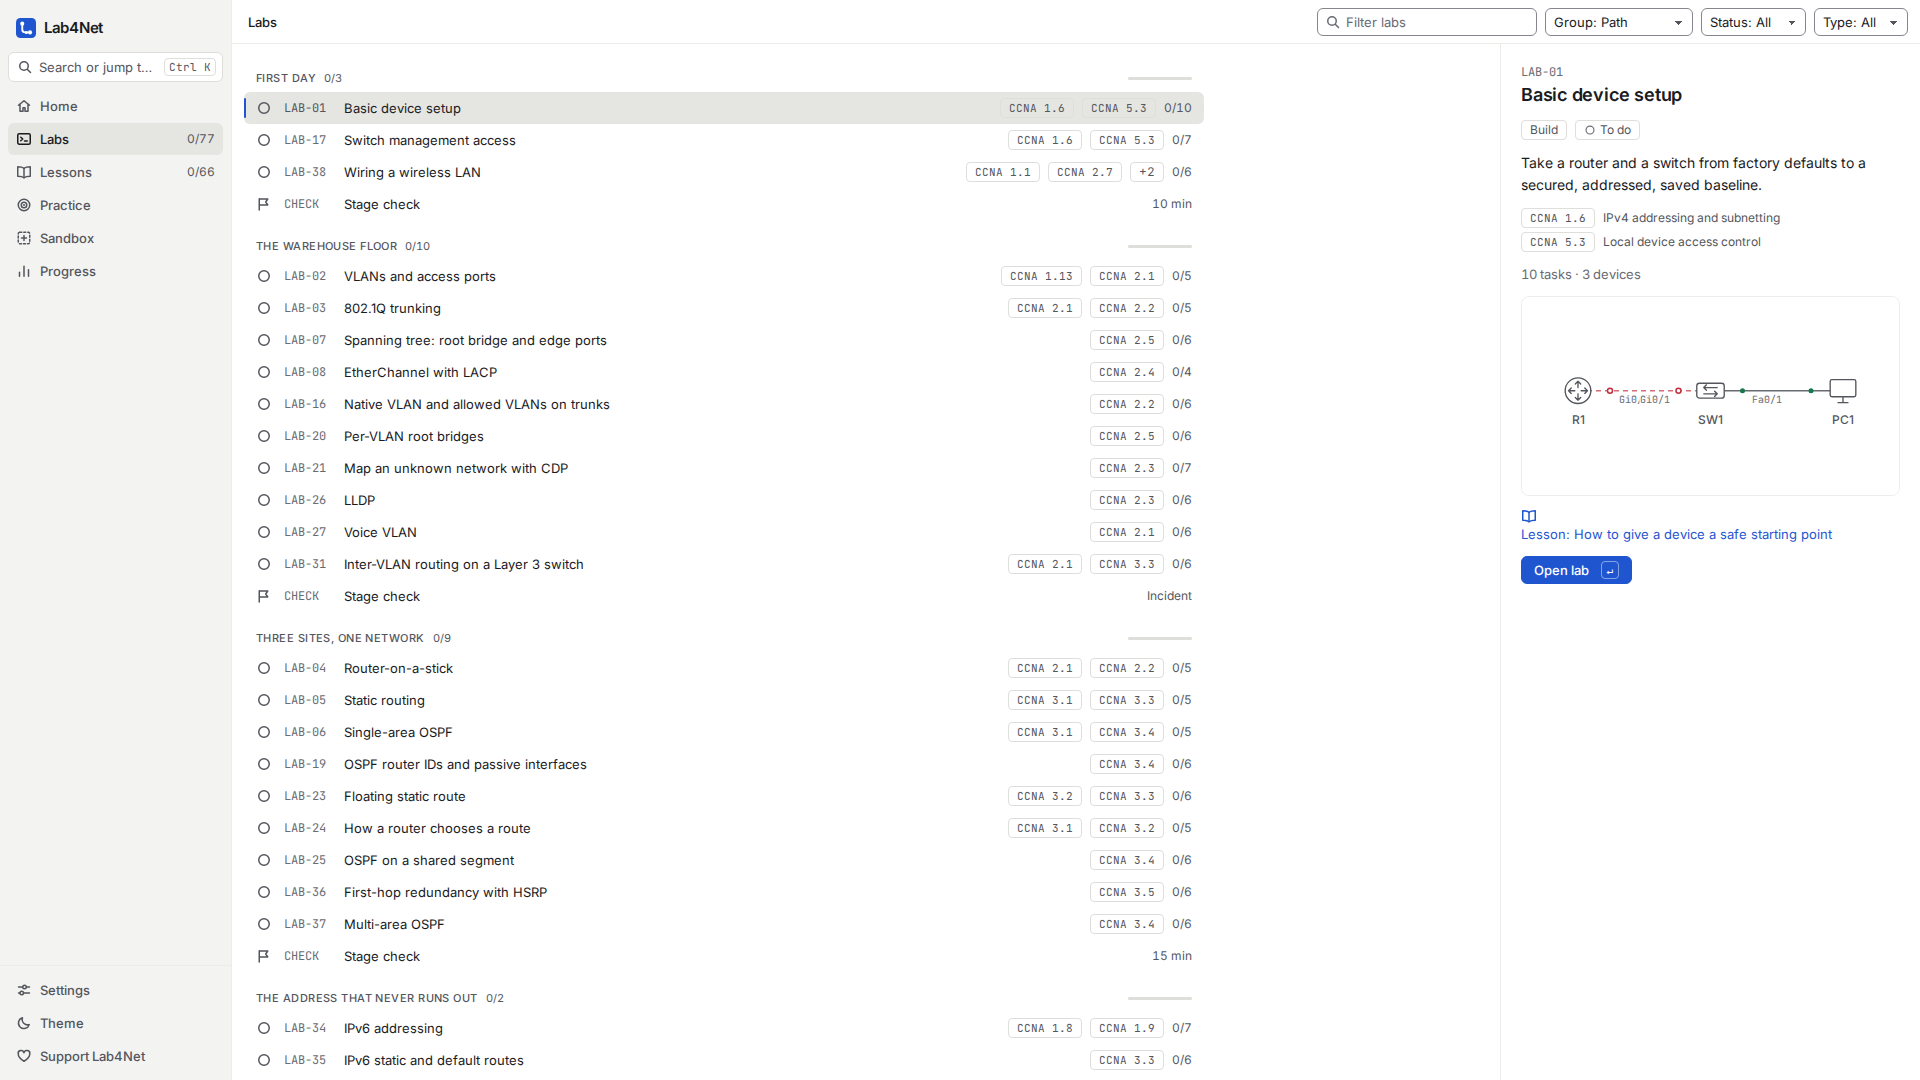 Lab4Net
Search or jump t... Ctrl K
Home
Labs 0/77
Lessons 0/66
Practice
Sandbox
Progress
Settings
Theme
Support Lab4Net
Labs
Filter labs
Group: Path
Status: All
Type: All
FIRST DAY 0/3
LAB-01 Basic device setup CCNA 1.6 CCNA 5.3 0/10
LAB-17 Switch management access CCNA 1.6 CCNA 5.3 0/7
LAB-38 Wiring a wireless LAN CCNA 1.1 CCNA 2.7 +2 0/6
CHECK Stage check 10 min
THE WAREHOUSE FLOOR 0/10
LAB-02 VLANs and access ports CCNA 1.13 CCNA 2.1 0/5
LAB-03 802.1Q trunking CCNA 2.1 CCNA 2.2 0/5
LAB-07 Spanning tree: root bridge and edge ports CCNA 2.5 0/6
LAB-08 EtherChannel with LACP CCNA 2.4 0/4
LAB-16 Native VLAN and allowed VLANs on trunks CCNA 2.2 0/6
LAB-20 Per-VLAN root bridges CCNA 2.5 0/6
LAB-21 Map an unknown network with CDP CCNA 2.3 0/7
LAB-26 LLDP CCNA 2.3 0/6
LAB-27 Voice VLAN CCNA 2.1 0/6
LAB-31 Inter-VLAN routing on a Layer 3 switch CCNA 2.1 CCNA 3.3 0/6
CHECK Stage check Incident
THREE SITES, ONE NETWORK 0/9
LAB-04 Router-on-a-stick CCNA 2.1 CCNA 2.2 0/5
LAB-05 Static routing CCNA 3.1 CCNA 3.3 0/5
LAB-06 Single-area OSPF CCNA 3.1 CCNA 3.4 0/5
LAB-19 OSPF router IDs and passive interfaces CCNA 3.4 0/6
LAB-23 Floating static route CCNA 3.2 CCNA 3.3 0/6
LAB-24 How a router chooses a route CCNA 3.1 CCNA 3.2 0/5
LAB-25 OSPF on a shared segment CCNA 3.4 0/6
LAB-36 First-hop redundancy with HSRP CCNA 3.5 0/6
LAB-37 Multi-area OSPF CCNA 3.4 0/6
CHECK Stage check 15 min
THE ADDRESS THAT NEVER RUNS OUT 0/2
LAB-34 IPv6 addressing CCNA 1.8 CCNA 1.9 0/7
LAB-35 IPv6 static and default routes CCNA 3.3 0/6
LAB-01
Basic device setup
Build To do
Take a router and a switch from factory defaults to a
secured, addressed, saved baseline.
CCNA 1.6 IPv4 addressing and subnetting
CCNA 5.3 Local device access control
10 tasks · 3 devices
Gi0/1 Fa0/1
R1 SW1 PC1
Lesson: How to give a device a safe starting point
Open lab ↵